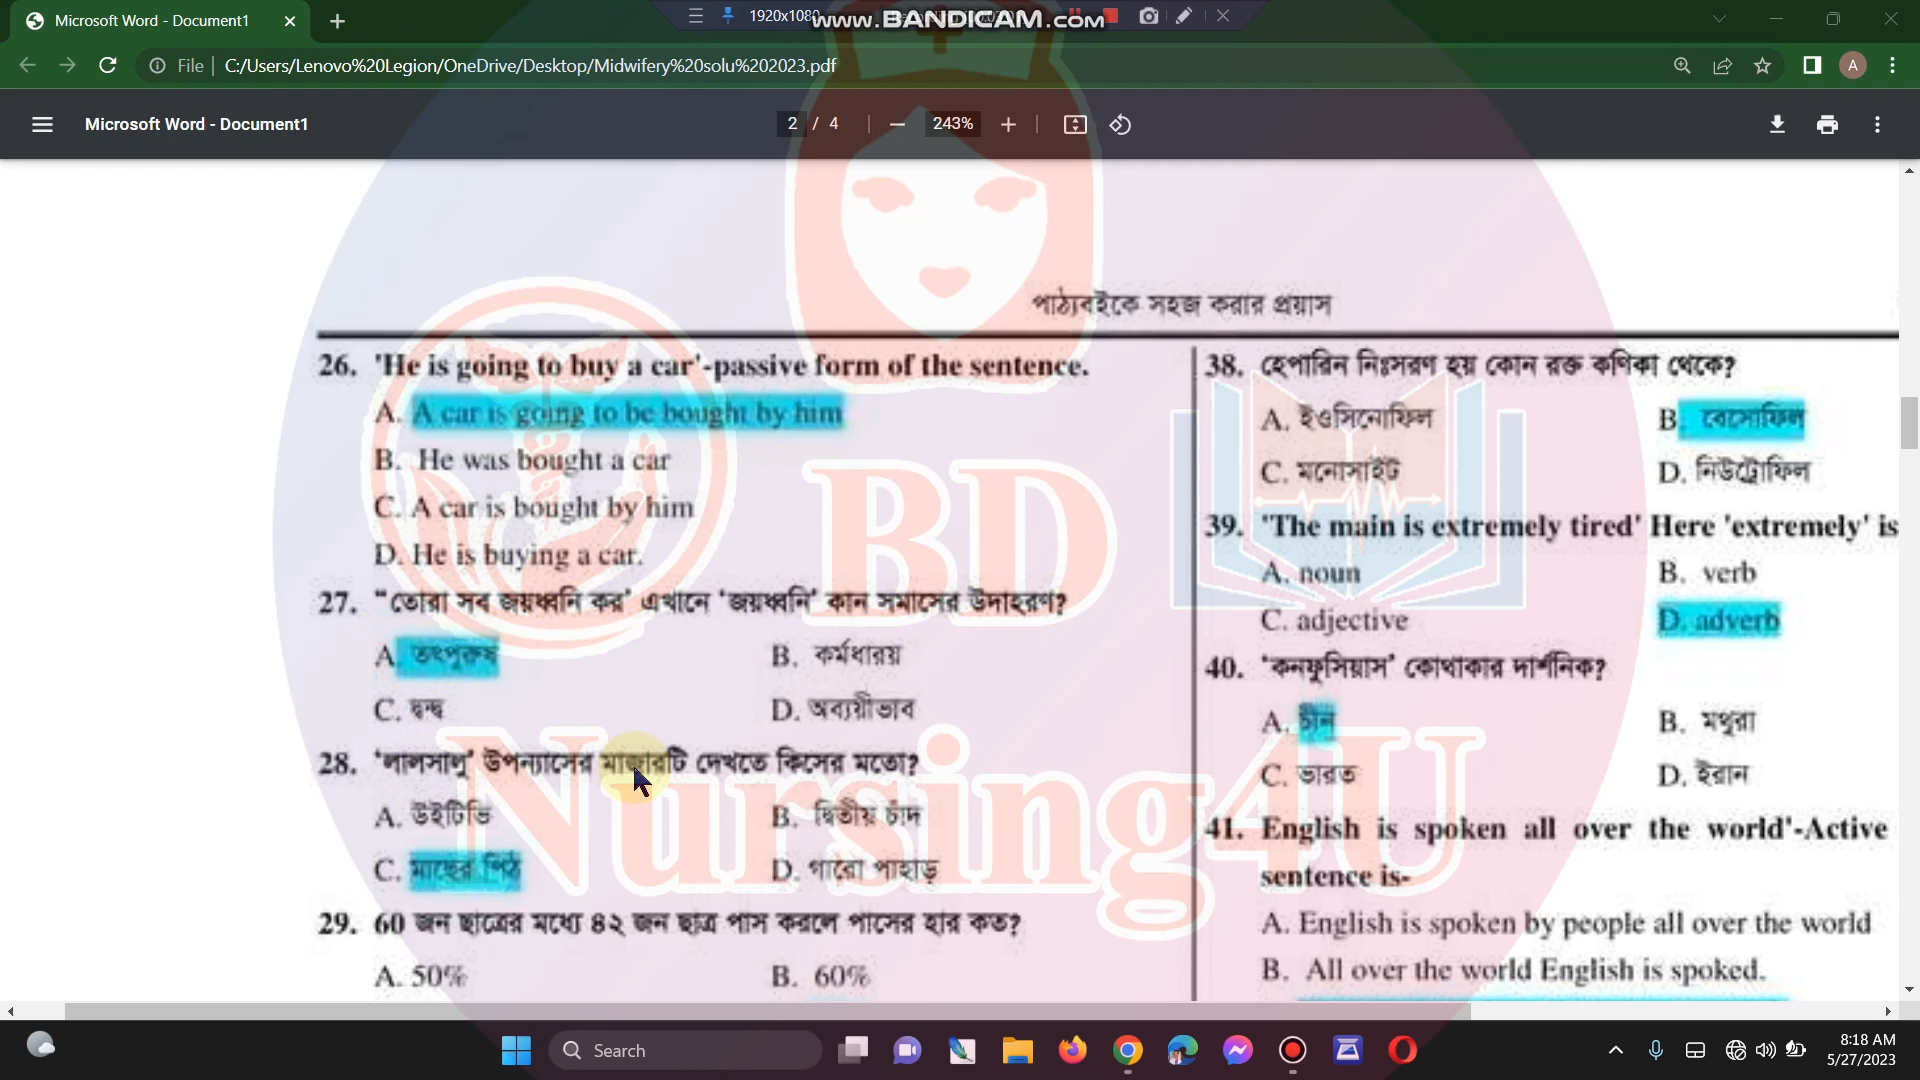 Microsoft Word - Document1
1920x1080
www.BANDICAM.com
File
C:/Users/Lenovo%20Legion/OneDrive/Desktop/Midwifery%20solu%202023.pdf
A
Microsoft Word - Document1
2 / 4
243%
পাঠ্যবইকে সহজ করার প্রয়াস
26. 'He is going to buy a car'-passive form of the sentence.
A. A car is going to be bought by him
B. He was bought a car
C. A car is bought by him
D. He is buying a car.
27. “তোরা সব জয়ধ্বনি কর’ এখানে ‘জয়ধ্বনি’ কান সমাসের উদাহরণ?
A. তৎপুরুষ
B. কর্মধারয়
C. দ্বন্দ্ব
D. অব্যয়ীভাব
28. ‘লালসালু’ উপন্যাসের মাজারটি দেখতে কিসের মতো?
A. উইটিভি
B. দ্বিতীয় চাঁদ
C. মাছের পিঠ
D. গারো পাহাড়
29. 60 জন ছাত্রের মধ্যে ৪২ জন ছাত্র পাস করলে পাসের হার কত?
A. 50%
B. 60%
38. হেপারিন নিঃসরণ হয় কোন রক্ত কণিকা থেকে?
A. ইওসিনোফিল
B. বেসোফিল
C. মনোসাইট
D. নিউট্রোফিল
39. 'The main is extremely tired' Here 'extremely' is
A. noun
B. verb
C. adjective
D. adverb
40. ‘কনফুসিয়াস’ কোথাকার দার্শনিক?
A. চীন
B. মথুরা
C. ভারত
D. ইরান
41. English is spoken all over the world'-Active
sentence is-
A. English is spoken by people all over the world
B. All over the world English is spoked.
BD
Nursing4U
Search
8:18 AM
5/27/2023